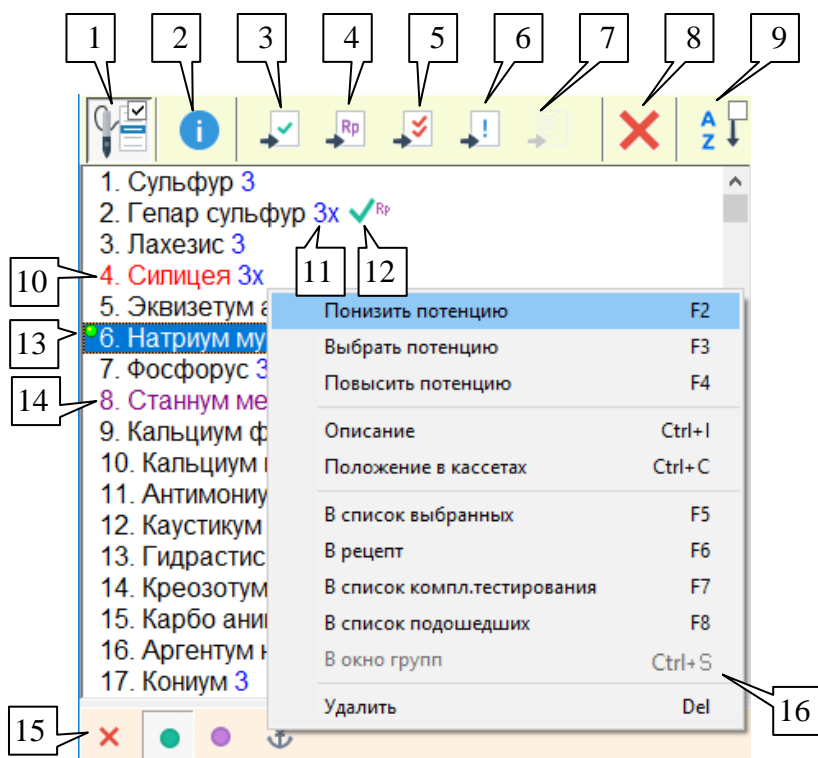 1 2 3 4 5 6 7 8 9
i Rp Rp ! A Z
1. Сульфур 3
2. Гепар сульфур 3х Rp
3. Лахезис 3
11 12
10
4. Силицея 3х
5. Эквизетум
13
6. Натриум му
7. Фосфорус 3
14
8. Станнум ме
9. Кальциум ф
10. Кальциум
11. Антимониу
12. Каустикум
13. Гидрастис
14. Креозотум
15. Карбо ани
16. Аргентум н
17. Кониум 3
Понизить потенцию F2
Выбрать потенцию F3
Повысить потенцию F4
Описание Ctrl+I
Положение в кассетах Ctrl+C
В список выбранных F5
В рецепт F6
В список компл.тестирования F7
В список подошедших F8
В окно групп Ctrl+S
Удалить Del
16
15